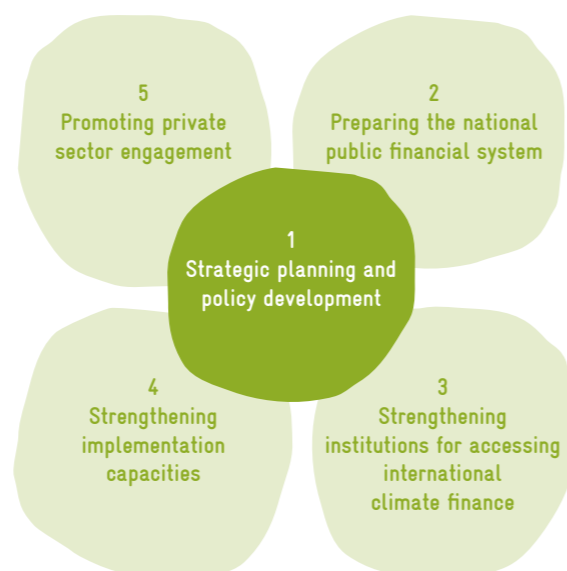 5
Promoting private
sector engagement
2
Preparing the national
public financial system
1
Strategic planning and
policy development
4
Strengthening
implementation
capacities
3
Strengthening
institutions for accessing
international
climate finance